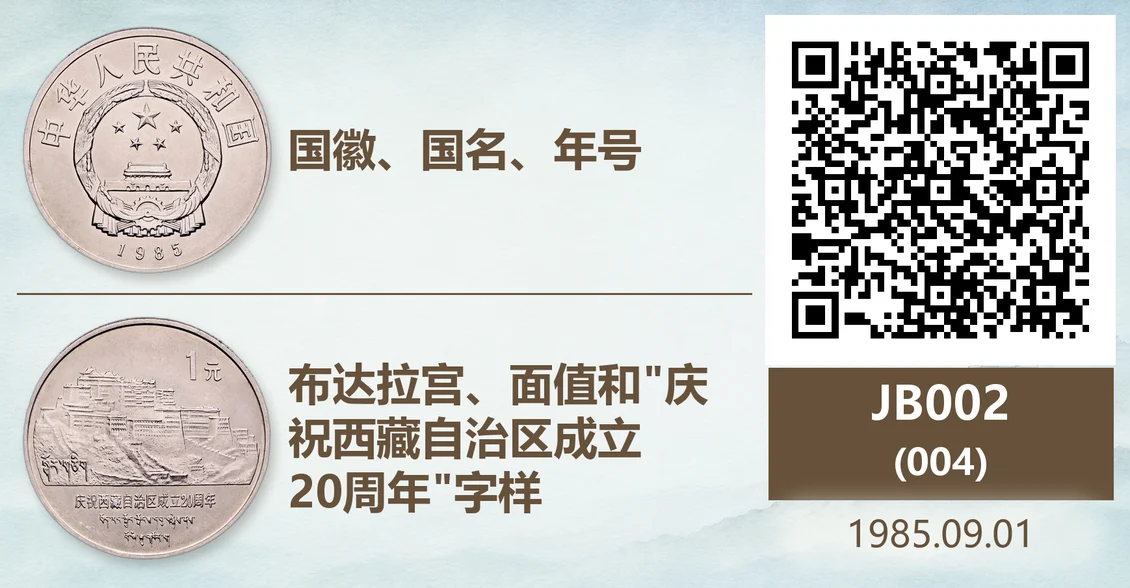 中华人民共和国
1985
国徽、国名、年号
1元
庆祝西藏自治区成立20周年
布达拉宫、面值和"庆
祝西藏自治区成立
20周年"字样
JB002
(004)
1985.09.01